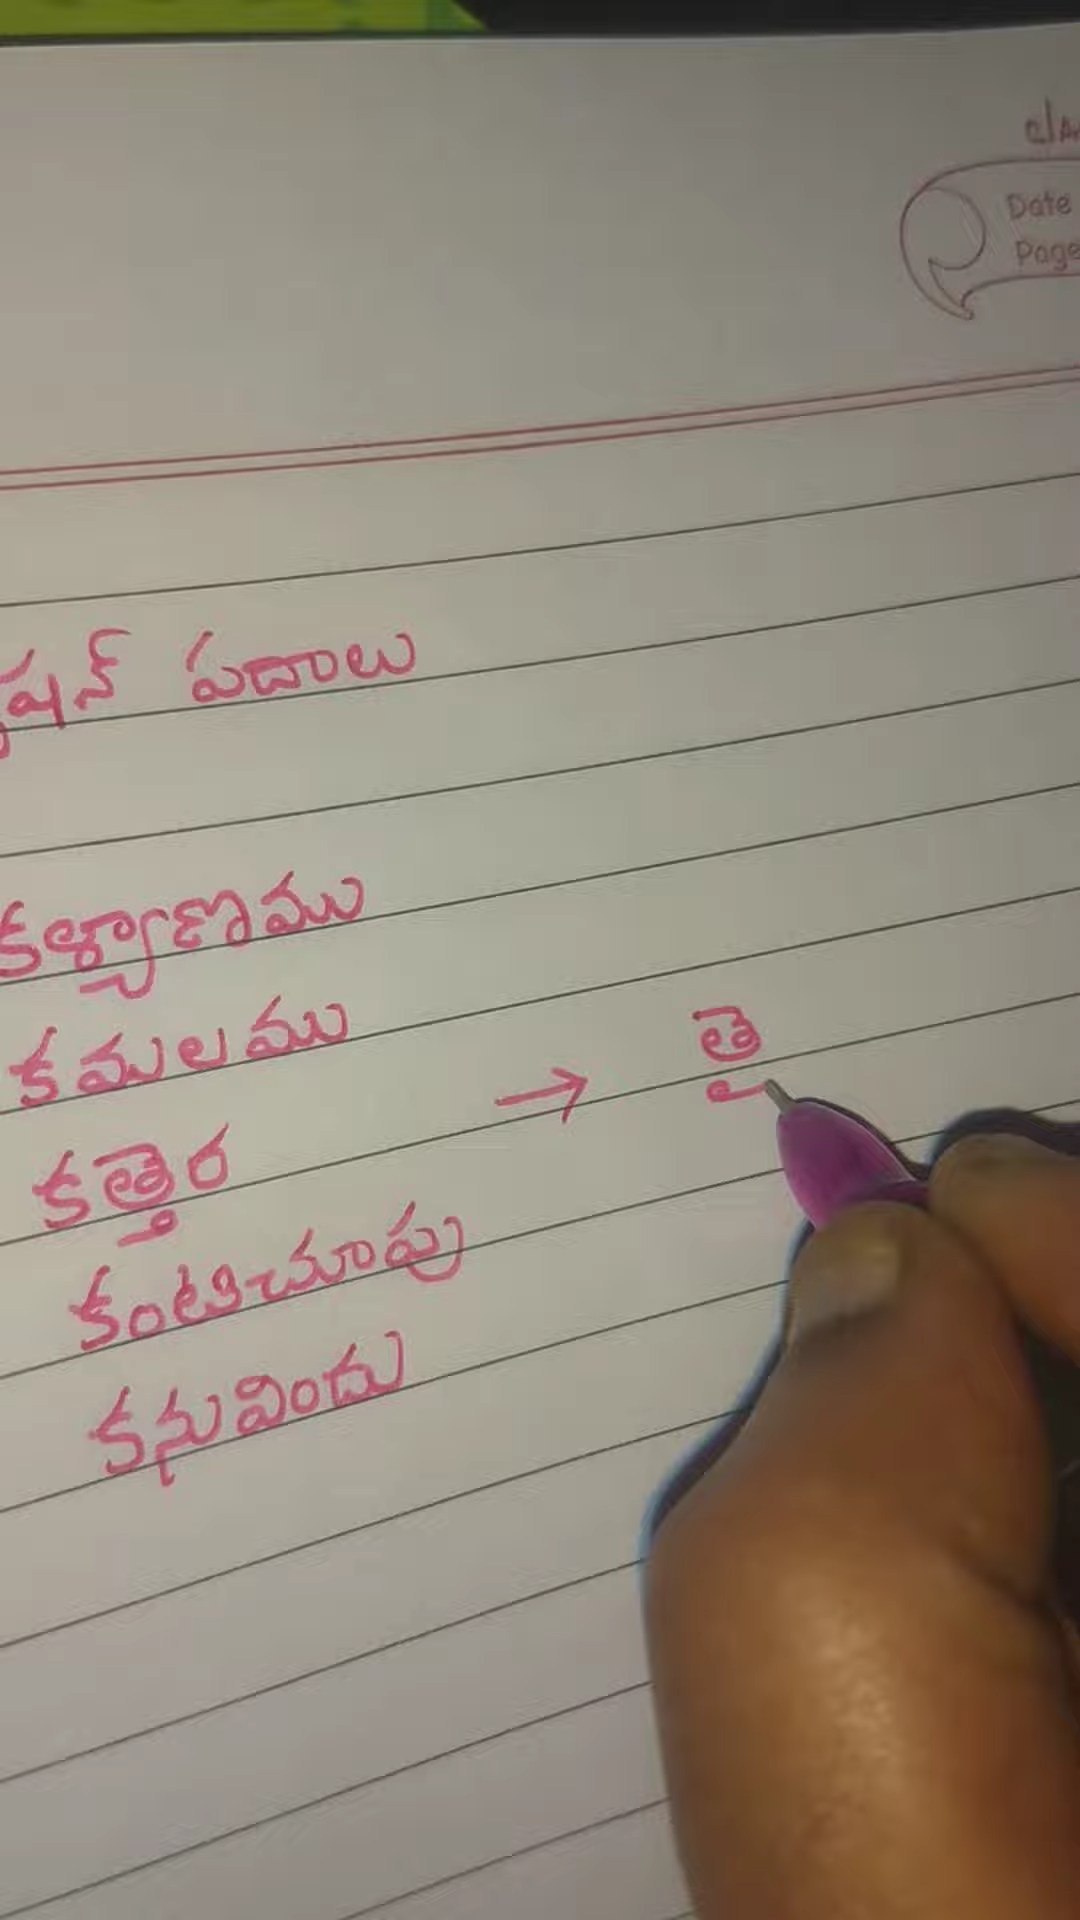 Date
Page
పదాలు
కళ్యాణము
కమలము
కత్తెర → తై
కంటిచూపు
కనువిందు